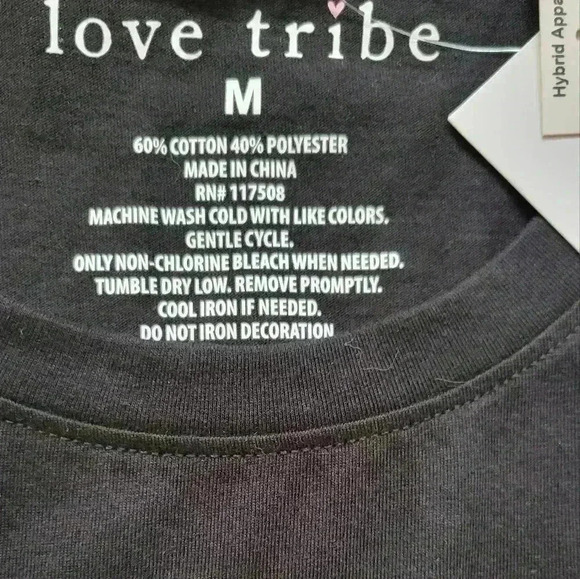 love tribe
M
60% COTTON 40% POLYESTER
MADE IN CHINA
RN# 117508
MACHINE WASH COLD WITH LIKE COLORS.
GENTLE CYCLE.
ONLY NON-CHLORINE BLEACH WHEN NEEDED.
TUMBLE DRY LOW. REMOVE PROMPTLY.
COOL IRON IF NEEDED.
DO NOT IRON DECORATION
Hybrid